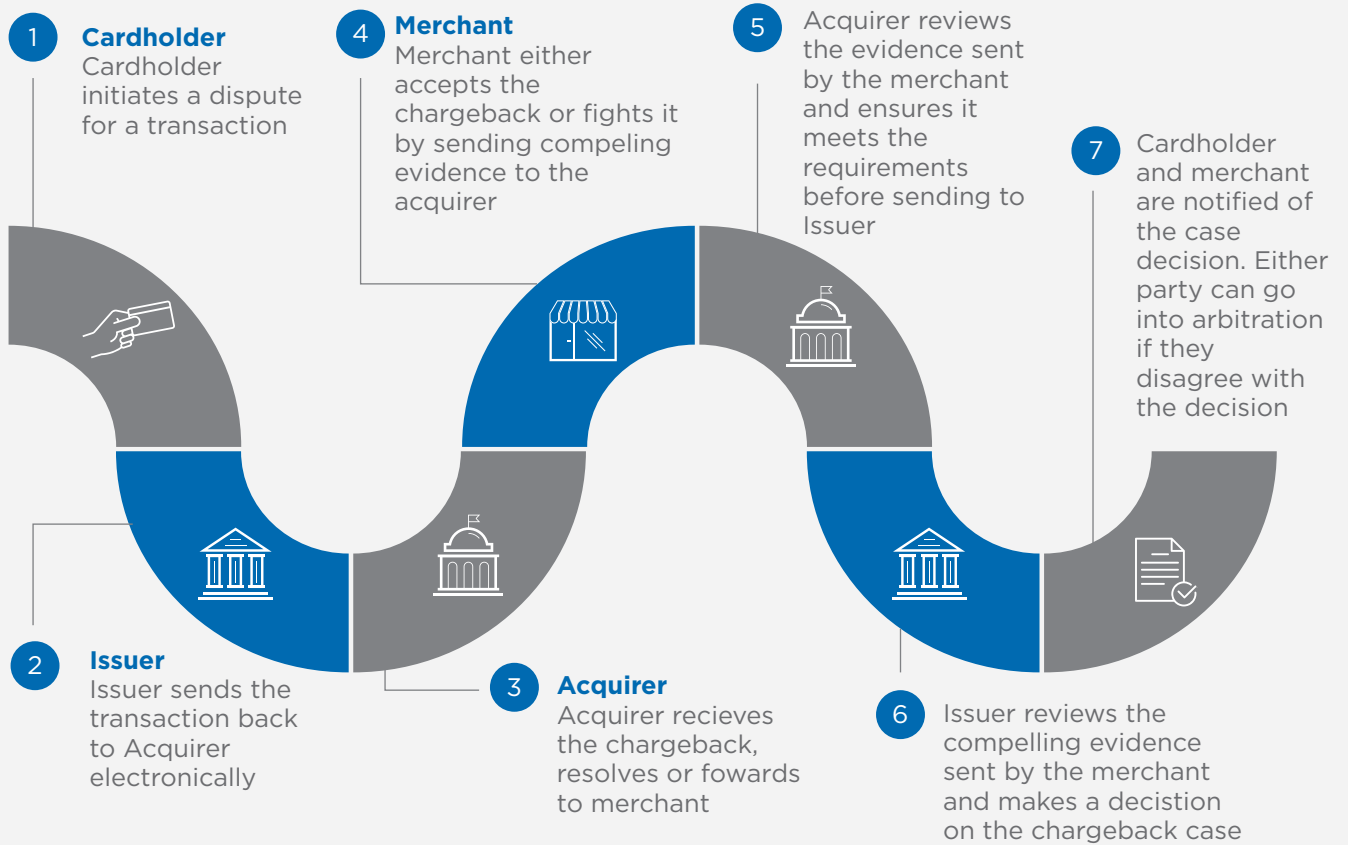 1
Cardholder
Cardholder
initiates a dispute
for a transaction
2
Issuer
Issuer sends the
transaction back
to Acquirer
electronically
3
Acquirer
Acquirer recieves
the chargeback,
resolves or fowards
to merchant
4
Merchant
Merchant either
accepts the
chargeback or fights it
by sending compeling
evidence to the
acquirer
5
Acquirer reviews
the evidence sent
by the merchant
and ensures it
meets the
requirements
before sending to
Issuer
6
Issuer reviews the
compelling evidence
sent by the merchant
and makes a decistion
on the chargeback case
7
Cardholder
and merchant
are notified of
the case
decision. Either
party can go
into arbitration
if they
disagree with
the decision